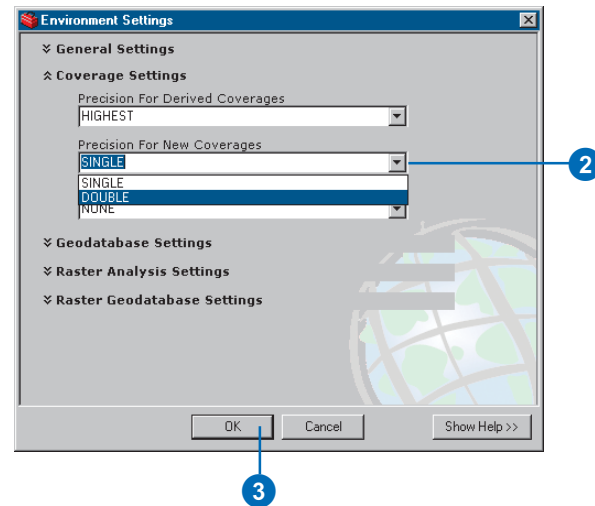 Environment Settings
General Settings
Coverage Settings
Precision For Derived Coverages
HIGHEST
Precision For New Coverages
SINGLE
2
SINGLE
DOUBLE
NONE
Geodatabase Settings
Raster Analysis Settings
Raster Geodatabase Settings
OK Cancel Show Help >>
3